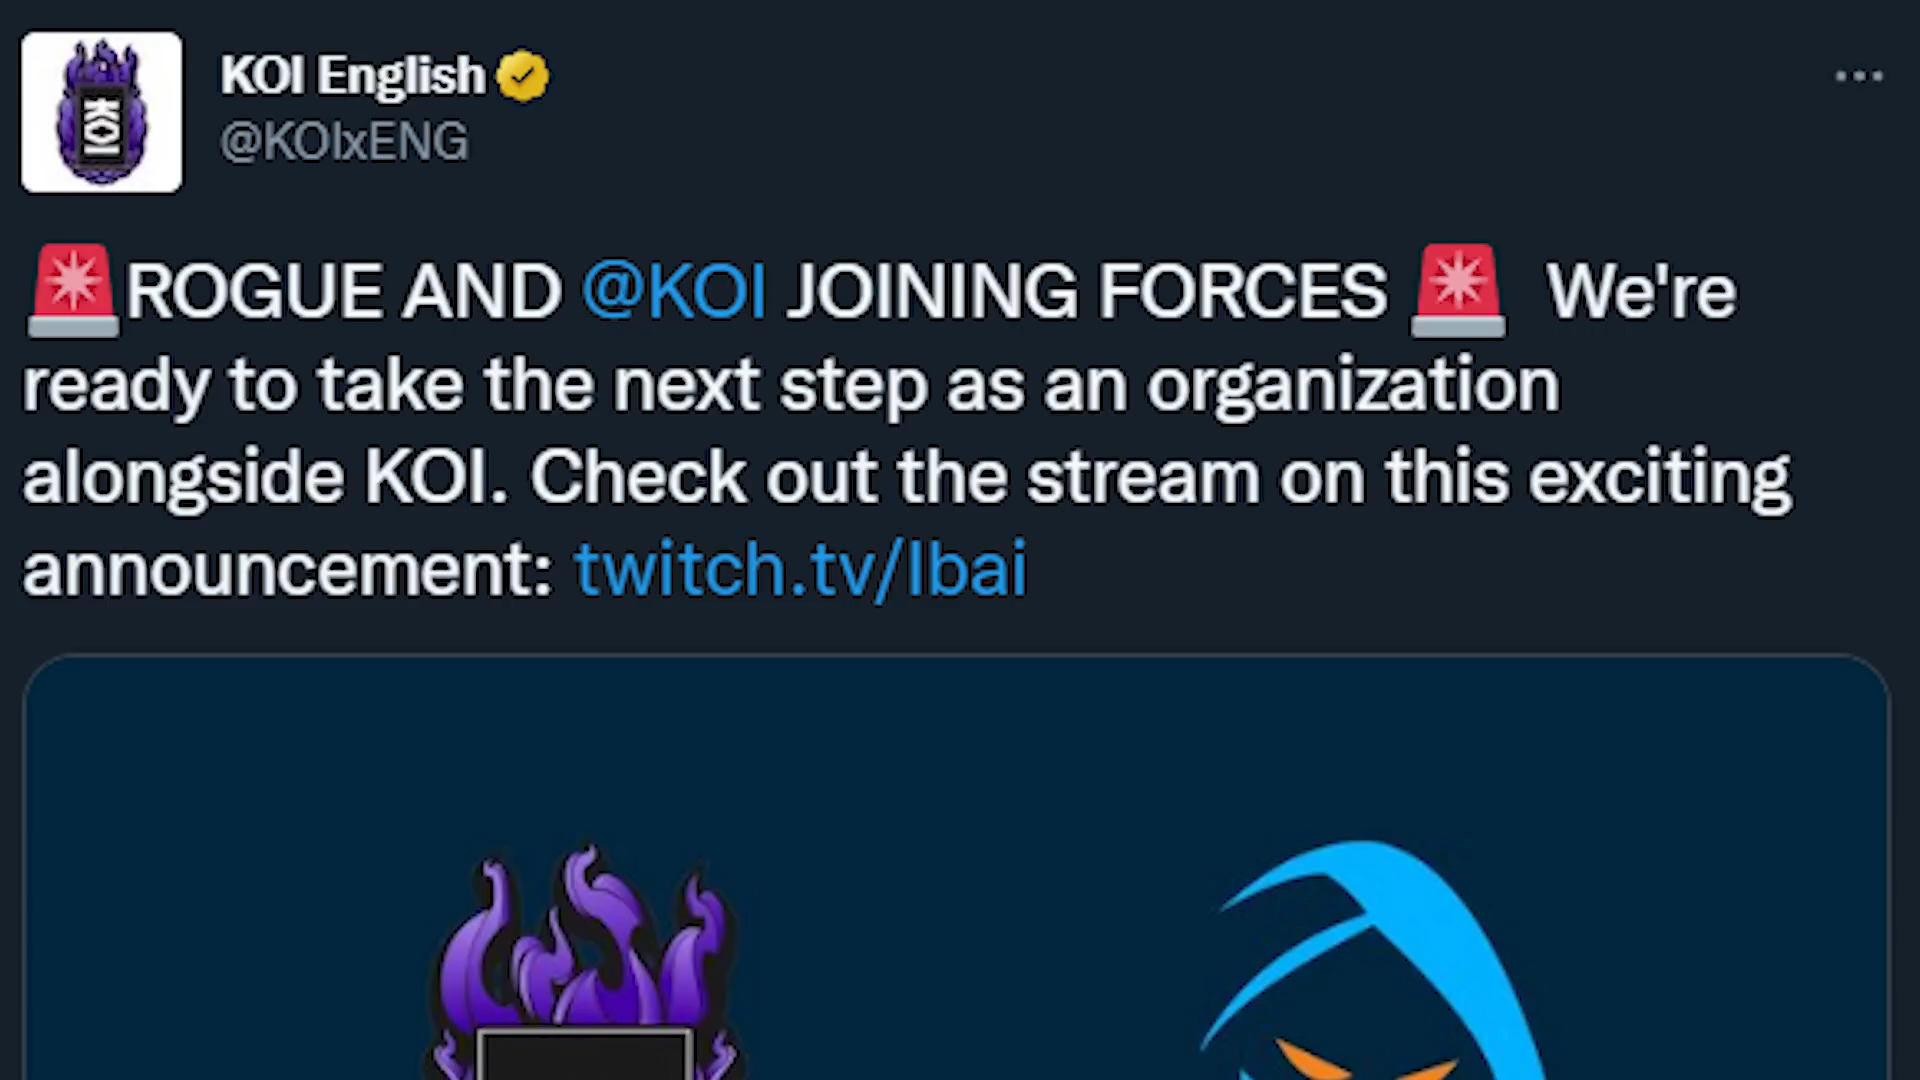 KOI English
@KOIxENG
KOI
🚨ROGUE AND @KOI JOINING FORCES 🚨 We're
ready to take the next step as an organization
alongside KOI. Check out the stream on this exciting
announcement: twitch.tv/Ibai